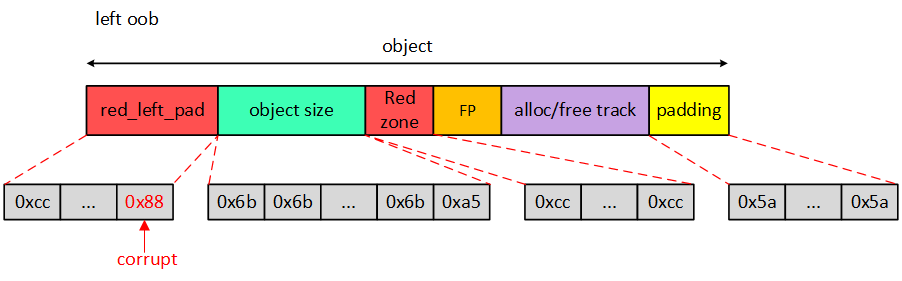 left oob
object
red_left_pad object size Red zone FP alloc/free track padding
0xcc ... 0x88 0x6b 0x6b ... 0x6b 0xa5 0xcc ... 0xcc 0x5a ... 0x5a
corrupt